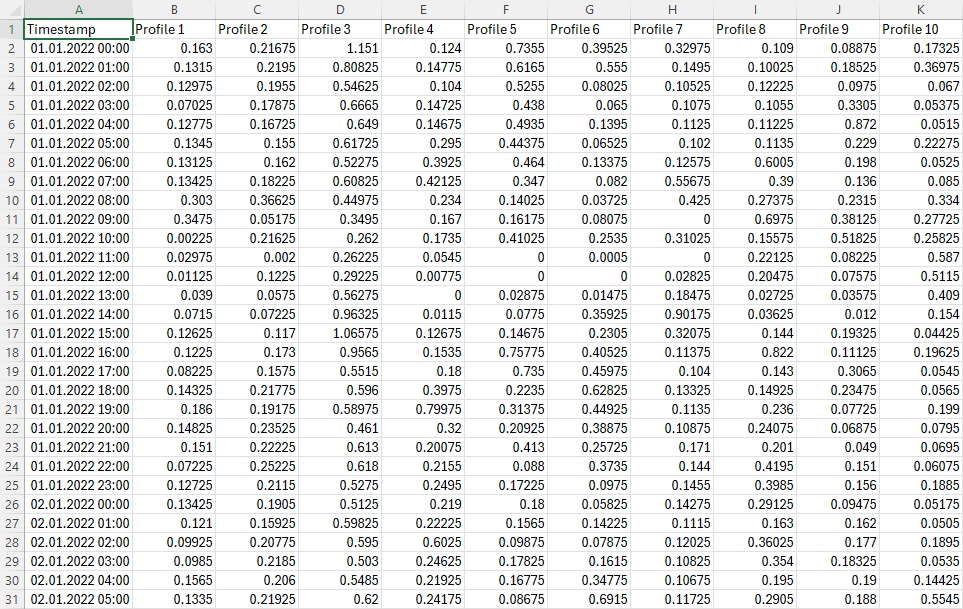 A B C D E F G H I J K
1 Timestamp Profile 1 Profile 2 Profile 3 Profile 4 Profile 5 Profile 6 Profile 7 Profile 8 Profile 9 Profile 10
2 01.01.2022 00:00 0.163 0.21675 1.151 0.124 0.7355 0.39525 0.32975 0.109 0.08875 0.17325
3 01.01.2022 01:00 0.1315 0.2195 0.80825 0.14775 0.6165 0.555 0.1495 0.10025 0.18525 0.36975
4 01.01.2022 02:00 0.12975 0.1955 0.54625 0.104 0.5255 0.08025 0.10525 0.12225 0.0975 0.067
5 01.01.2022 03:00 0.07025 0.17875 0.6665 0.14725 0.438 0.065 0.1075 0.1055 0.3305 0.05375
6 01.01.2022 04:00 0.12775 0.16725 0.649 0.14675 0.4935 0.1395 0.1125 0.11225 0.872 0.0515
7 01.01.2022 05:00 0.1345 0.155 0.61725 0.295 0.44375 0.06525 0.102 0.1135 0.229 0.22275
8 01.01.2022 06:00 0.13125 0.162 0.52275 0.3925 0.464 0.13375 0.12575 0.6005 0.198 0.0525
9 01.01.2022 07:00 0.13425 0.18225 0.60825 0.42125 0.347 0.082 0.55675 0.39 0.136 0.085
10 01.01.2022 08:00 0.303 0.36625 0.44975 0.234 0.14025 0.03725 0.425 0.27375 0.2315 0.334
11 01.01.2022 09:00 0.3475 0.05175 0.3495 0.167 0.16175 0.08075 0 0.6975 0.38125 0.27725
12 01.01.2022 10:00 0.00225 0.21625 0.262 0.1735 0.41025 0.2535 0.31025 0.15575 0.51825 0.25825
13 01.01.2022 11:00 0.02975 0.002 0.26225 0.0545 0 0.0005 0 0.22125 0.08225 0.587
14 01.01.2022 12:00 0.01125 0.1225 0.29225 0.00775 0 0 0.02825 0.20475 0.07575 0.5115
15 01.01.2022 13:00 0.039 0.0575 0.56275 0 0.02875 0.01475 0.18475 0.02725 0.03575 0.409
16 01.01.2022 14:00 0.0715 0.07225 0.96325 0.0115 0.0775 0.35925 0.90175 0.03625 0.012 0.154
17 01.01.2022 15:00 0.12625 0.117 1.06575 0.12675 0.14675 0.2305 0.32075 0.144 0.19325 0.04425
18 01.01.2022 16:00 0.1225 0.173 0.9565 0.1535 0.75775 0.40525 0.11375 0.822 0.11125 0.19625
19 01.01.2022 17:00 0.08225 0.1575 0.5515 0.18 0.735 0.45975 0.104 0.143 0.3065 0.0545
20 01.01.2022 18:00 0.14325 0.21775 0.596 0.3975 0.2235 0.62825 0.13325 0.14925 0.23475 0.0565
21 01.01.2022 19:00 0.186 0.19175 0.58975 0.79975 0.31375 0.44925 0.1135 0.236 0.07725 0.199
22 01.01.2022 20:00 0.14825 0.23525 0.461 0.32 0.20925 0.38875 0.10875 0.24075 0.06875 0.0795
23 01.01.2022 21:00 0.151 0.22225 0.613 0.20075 0.413 0.25725 0.171 0.201 0.049 0.0695
24 01.01.2022 22:00 0.07225 0.25225 0.618 0.2155 0.088 0.3735 0.144 0.4195 0.151 0.06075
25 01.01.2022 23:00 0.12725 0.2115 0.5275 0.2495 0.17225 0.0975 0.1455 0.3985 0.156 0.1885
26 02.01.2022 00:00 0.13425 0.1905 0.5125 0.219 0.18 0.05825 0.14275 0.29125 0.09475 0.05175
27 02.01.2022 01:00 0.121 0.15925 0.59825 0.22225 0.1565 0.14225 0.1115 0.163 0.162 0.0505
28 02.01.2022 02:00 0.09925 0.20775 0.595 0.6025 0.09875 0.07875 0.12025 0.36025 0.177 0.1895
29 02.01.2022 03:00 0.0985 0.2185 0.503 0.24625 0.17825 0.1615 0.10825 0.354 0.18325 0.0535
30 02.01.2022 04:00 0.1565 0.206 0.5485 0.21925 0.16775 0.34775 0.10675 0.195 0.19 0.14425
31 02.01.2022 05:00 0.1335 0.21925 0.62 0.24175 0.08675 0.6915 0.11725 0.2905 0.188 0.5545